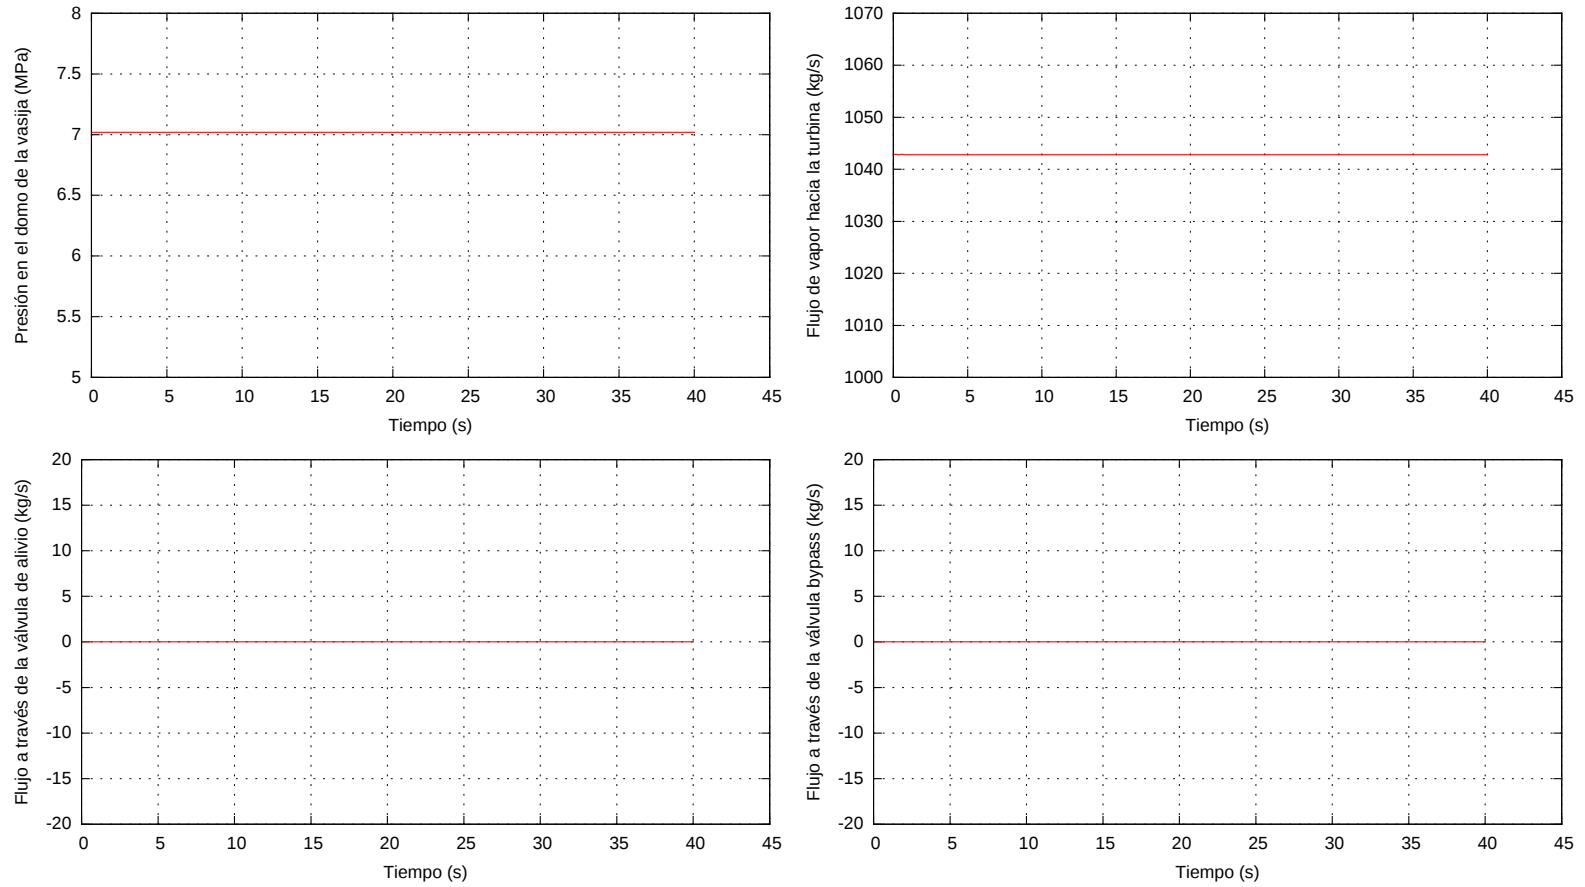 Presión en el domo de la vasija (MPa)
8
7.5
7
6.5
6
5.5
5
0 5 10 15 20 25 30 35 40 45
Tiempo (s)
Flujo de vapor hacia la turbina (kg/s)
1070
1060
1050
1040
1030
1020
1010
1000
0 5 10 15 20 25 30 35 40 45
Tiempo (s)
Flujo a través de la válvula de alivio (kg/s)
20
15
10
5
0
-5
-10
-15
-20
0 5 10 15 20 25 30 35 40 45
Tiempo (s)
Flujo a través de la válvula bypass (kg/s)
20
15
10
5
0
-5
-10
-15
-20
0 5 10 15 20 25 30 35 40 45
Tiempo (s)